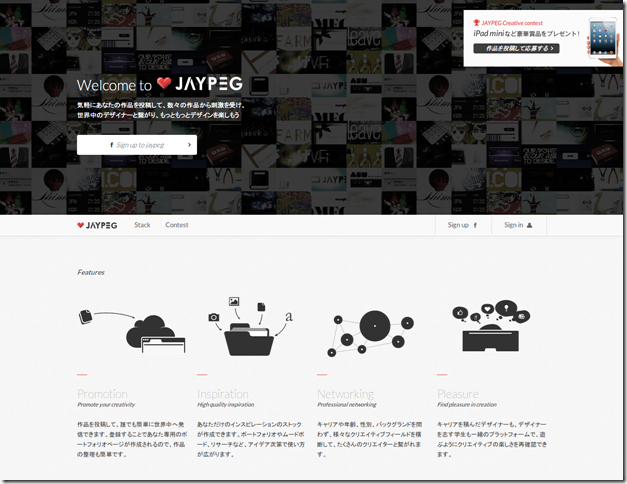 JAYPEG Creative contest
iPad miniなど豪華賞品をプレゼント!
作品を投稿して応募する
Welcome to JAYPEG
気軽にあなたの作品を投稿して、数々の作品から刺激を受け、
世界中のデザイナーと繋がり、もっともっとデザインを楽しもう
f Sign up to jaypeg
JAYPEG Stack Contest Sign up f Sign in
Features
a
Promotion
Promote your creativity
作品を投稿して、誰でも簡単に世界中へ発
信できます。登録することであなた専用のポ
ートフォリオページが作成されるので、作品
の整理も簡単です。
Inspiration
High quality inspiration
あなただけのインスピレーションのストック
が作成できます。ポートフォリオやムードボ
ード、リサーチなど、アイデア次第で使い方
が広がります。
Networking
Professional networking
キャリアや年齢、性別、バックグランドを問
わず、様々なクリエイティブフィールドを横
断して、たくさんのクリエイターと繋がれま
す。
Pleasure
Find pleasure in creation
キャリアを積んだデザイナーも、デザイナー
を志す学生も一緒のプラットフォームで、遊
ぶようにクリエイティブの楽しさを再確認でき
ます。